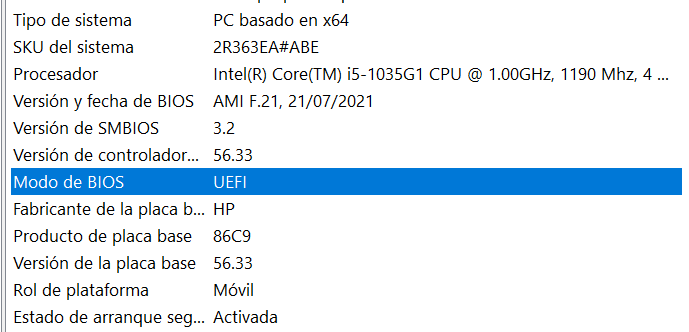 Tipo de sistema PC basado en x64
SKU del sistema 2R363EA#ABE
Procesador Intel(R) Core(TM) i5-1035G1 CPU @ 1.00GHz, 1190 Mhz, 4 ...
Versión y fecha de BIOS AMI F.21, 21/07/2021
Versión de SMBIOS 3.2
Versión de controlador... 56.33
Modo de BIOS UEFI
Fabricante de la placa b... HP
Producto de placa base 86C9
Versión de la placa base 56.33
Rol de plataforma Móvil
Estado de arranque seg... Activada